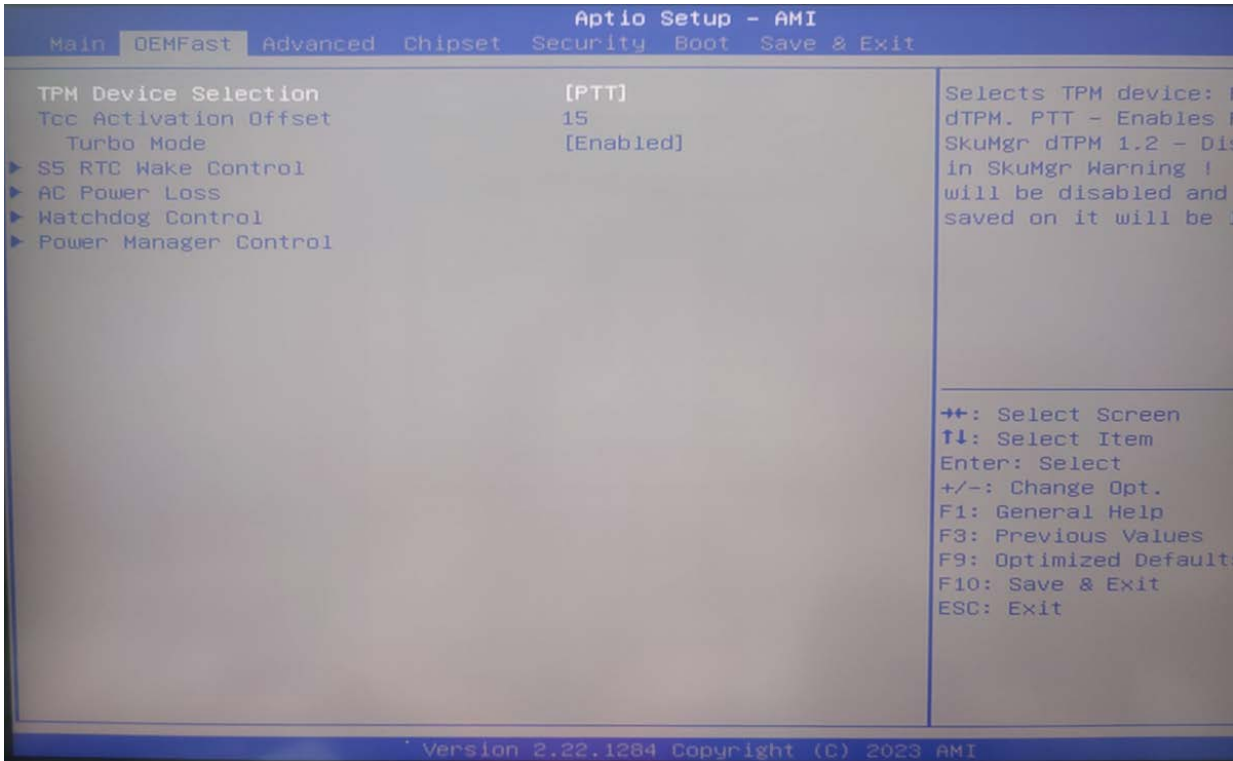 Aptio Setup - AMI
Main OEMFast Advanced Chipset Security Boot Save & Exit
TPM Device Selection [PTT]
Tcc Activation Offset 15
Turbo Mode [Enabled]
▶ S5 RTC Wake Control
▶ AC Power Loss
▶ Watchdog Control
▶ Power Manager Control
Selects TPM device:
dTPM. PTT - Enables
SkuMgr dTPM 1.2 -
in SkuMgr Warning !
will be disabled and
saved on it will be
→←: Select Screen
↑↓: Select Item
Enter: Select
+/-: Change Opt.
F1: General Help
F3: Previous Values
F9: Optimized Default
F10: Save & Exit
ESC: Exit
Version 2.22.1284 Copyright (C) 2023 AMI